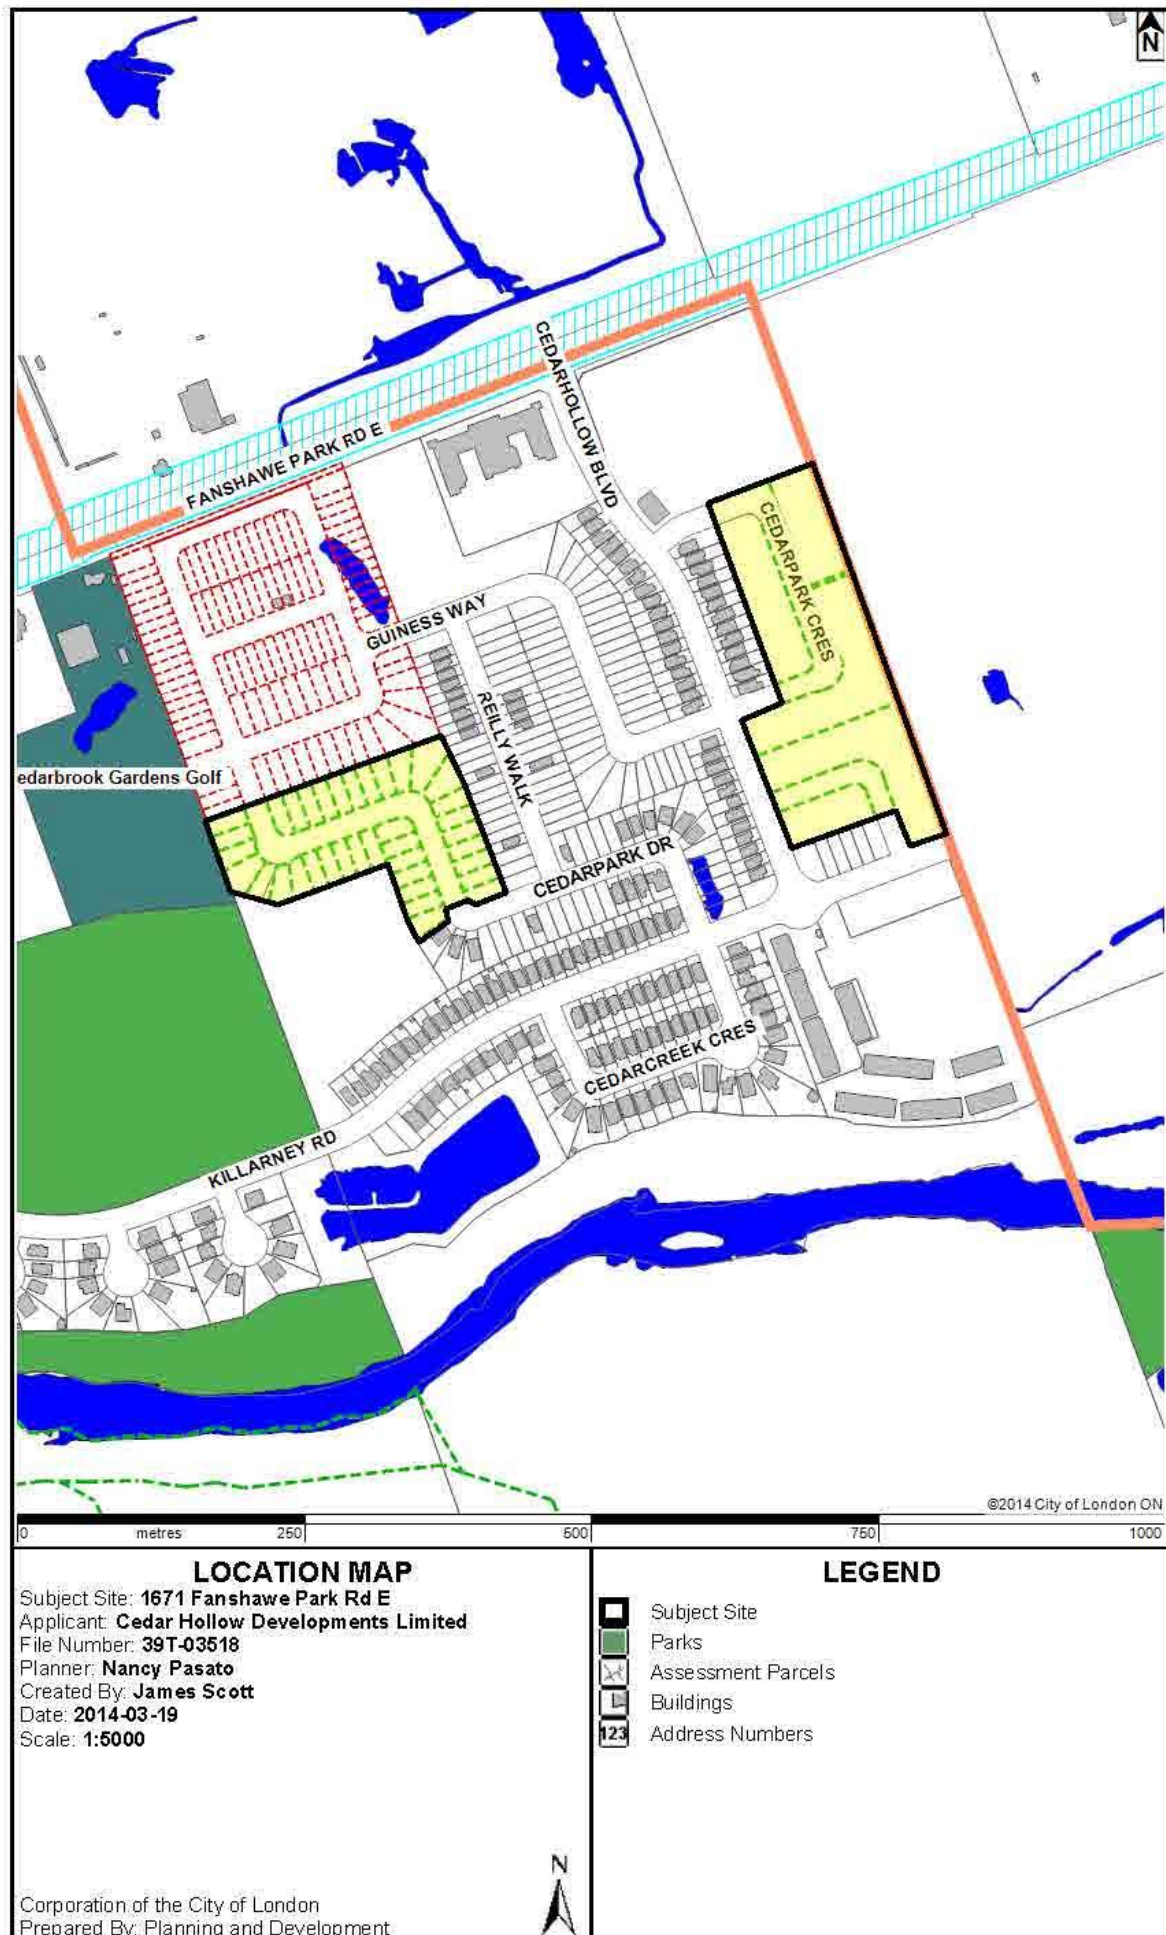 N
CEDARHOLLOW BLVD
FANSHAWE PARK RD E
CEDARPARK CRES
GUINESS WAY
REILLY WALK
edarbrook Gardens Golf
CEDARPARK DR
CEDARCREEK CRES
KILLARNEY RD
©2014 City of London ON
0 metres 250 500 750 1000
LOCATION MAP
Subject Site: 1671 Fanshawe Park Rd E
Applicant: Cedar Hollow Developments Limited
File Number: 39T-03518
Planner: Nancy Pasato
Created By: James Scott
Date: 2014-03-19
Scale: 1:5000
N
Corporation of the City of London
Prepared By: Planning and Development
LEGEND
Subject Site
Parks
Assessment Parcels
Buildings
123 Address Numbers